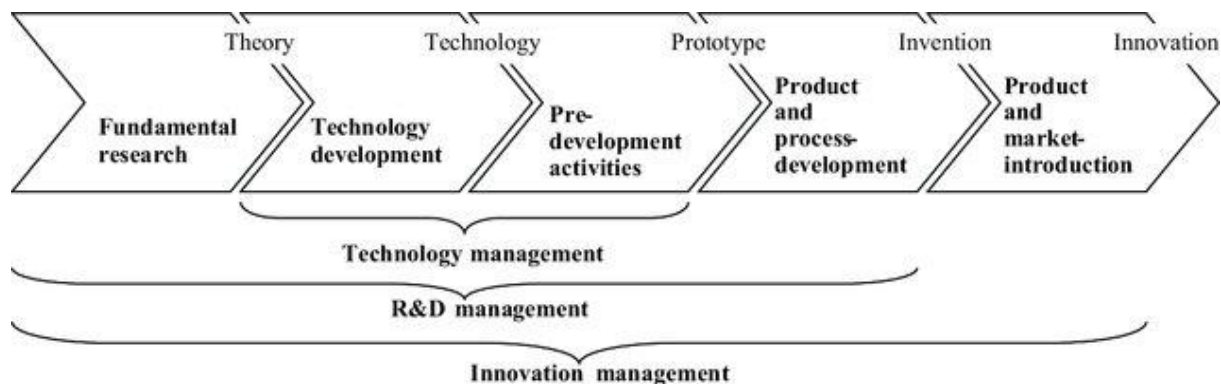 Theory Technology Prototype Invention Innovation
Fundamental
research
Technology
development
Pre-
development
activities
Product
and
process-
development
Product
and
market-
introduction
Technology management
R&D management
Innovation management